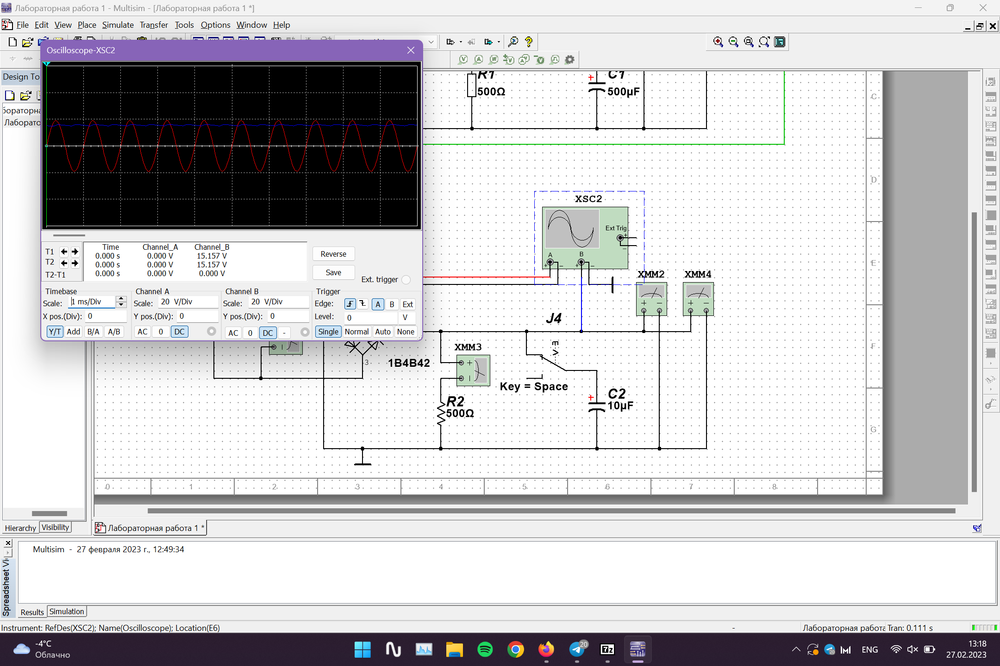 Лабораторная работа 1 - Multisim - [Лабораторная работа 1 *]
File Edit View Place Simulate Transfer Tools Options Window Help
Oscilloscope-XSC2
Design To
бораторна
Лаборато
Time Channel_A Channel_B
T1 0.000 s 0.000 V 15.157 V
T2 0.000 s 0.000 V 15.157 V
T2-T1 0.000 s 0.000 V 0.000 V
Reverse
Save
Ext. trigger
Timebase
Scale: 1 ms/Div
X pos.(Div): 0
Y/T Add B/A A/B
Channel A
Scale: 20 V/Div
Y pos.(Div): 0
AC 0 DC
Channel B
Scale: 20 V/Div
Y pos.(Div): 0
AC 0 DC -
Trigger
Edge: A B Ext
Level: 0 V
Single Normal Auto None
R1
500Ω
C1
500µF
XSC2
Ext Trig
A B
XMM2
XMM4
J4
XMM3
3
1B4B42
Key = Space
R2
500Ω
C2
10µF
C
D
E
F
G
0 1 2 3 4 5 6 7 8
Hierarchy Visibility
Лабораторная работа 1 *
Multisim - 27 февраля 2023 г., 12:49:34
Spreadsheet Vi
Results Simulation
Instrument: RefDes(XSC2); Name(Oscilloscope); Location(E6)
-
Лабораторная работа Tran: 0.111 s
-4°C
Облачно
20
7z
20
ENG
13:18
27.02.2023